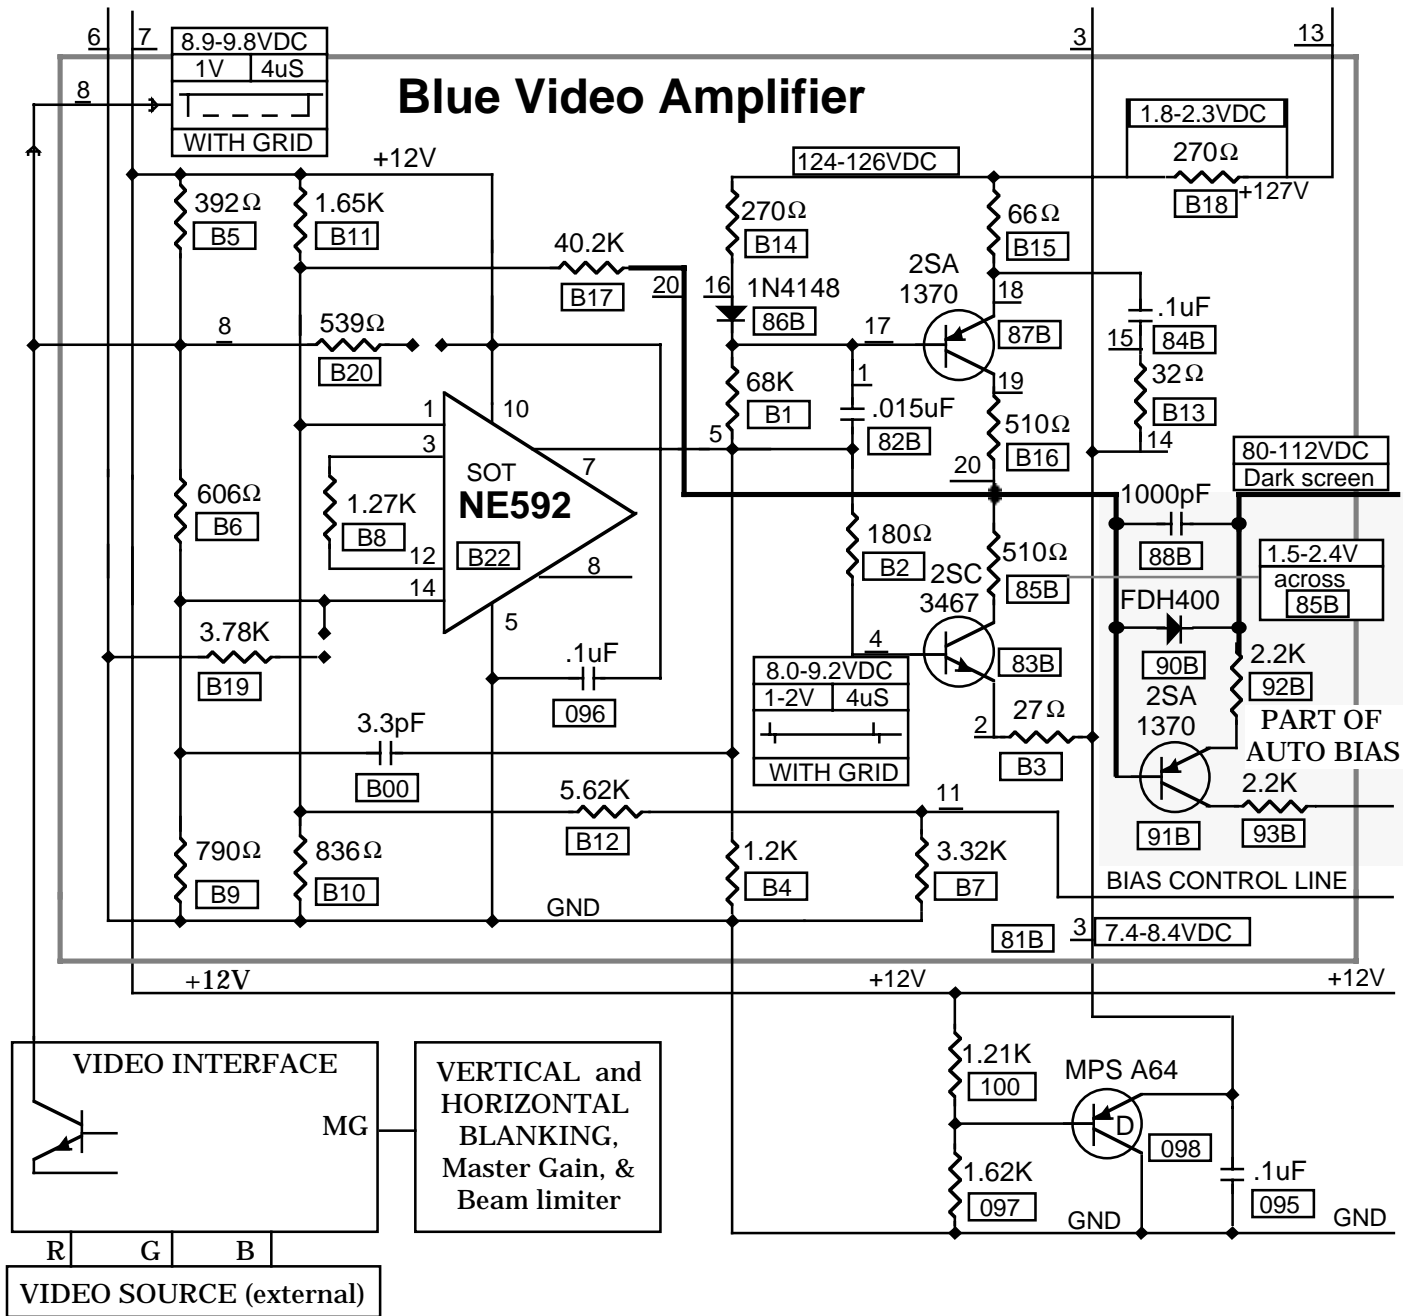 6
7
8.9-9.8VDC
1V 4uS
WITH GRID
8
Blue Video Amplifier
3
13
1.8-2.3VDC
270Ω
B18
+127V
+12V
124-126VDC
392Ω
B5
1.65K
B11
40.2K
B17
20
270Ω
B14
66Ω
B15
16
1N4148
86B
2SA
1370
18
87B
17
.1uF
84B
15
8
539Ω
B20
68K
B1
1
.015uF
82B
19
510Ω
B16
32Ω
B13
14
1
10
3
5
7
SOT
NE592
B22
20
80-112VDC
Dark screen
606Ω
B6
1.27K
B8
12
14
8
5
180Ω
B2
2SC
3467
510Ω
85B
1000pF
88B
1.5-2.4V
across
85B
FDH400
90B
3.78K
B19
.1uF
096
4
83B
8.0-9.2VDC
1-2V 4uS
WITH GRID
2
27Ω
B3
2SA
1370
2.2K
92B
PART OF
AUTO BIAS
3.3pF
B00
5.62K
B12
11
91B
2.2K
93B
790Ω
B9
836Ω
B10
1.2K
B4
3.32K
B7
BIAS CONTROL LINE
GND
81B
3
7.4-8.4VDC
+12V
+12V
+12V
VIDEO INTERFACE
MG
VERTICAL and
HORIZONTAL
BLANKING,
Master Gain, &
Beam limiter
1.21K
100
MPS A64
D
098
1.62K
097
.1uF
095
GND
GND
R G B
VIDEO SOURCE (external)